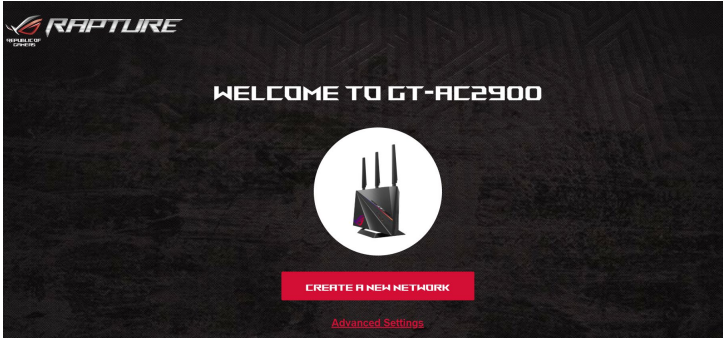 RAPTURE
REPUBLIC OF
GAMERS
WELCOME TO GT-AC2900
CREATE A NEW NETWORK
Advanced Settings